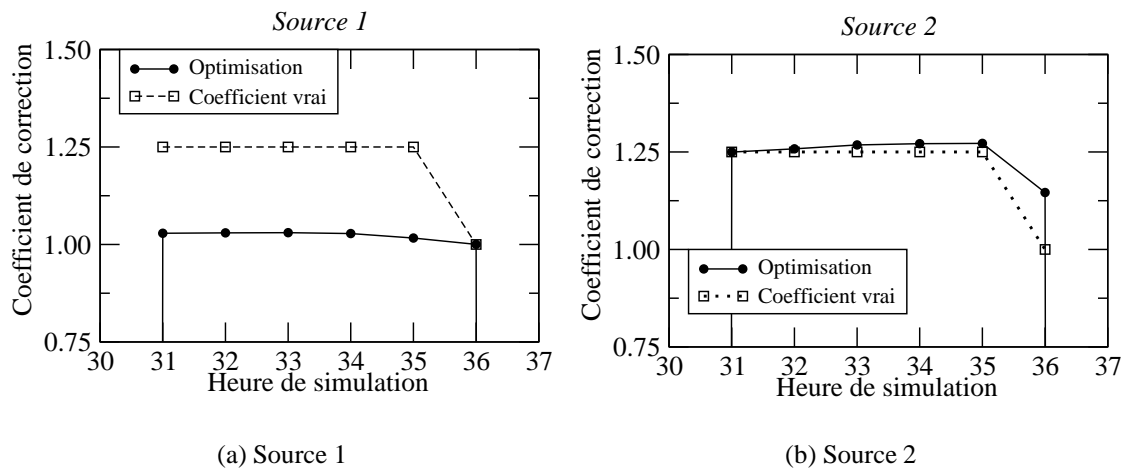 Source 1
Coefficient de correction
1.50
1.25
1.00
0.75
Optimisation
Coefficient vrai
30 31 32 33 34 35 36 37
Heure de simulation
(a) Source 1
Source 2
Coefficient de correction
1.50
1.25
1.00
0.75
Optimisation
Coefficient vrai
30 31 32 33 34 35 36 37
Heure de simulation
(b) Source 2